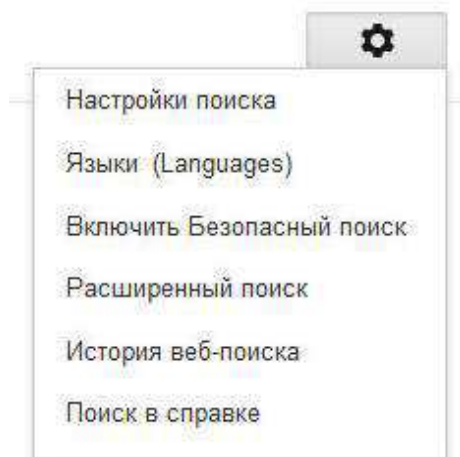 Настройки поиска
Языки (Languages)
Включить Безопасный поиск
Расширенный поиск
История веб-поиска
Поиск в справке